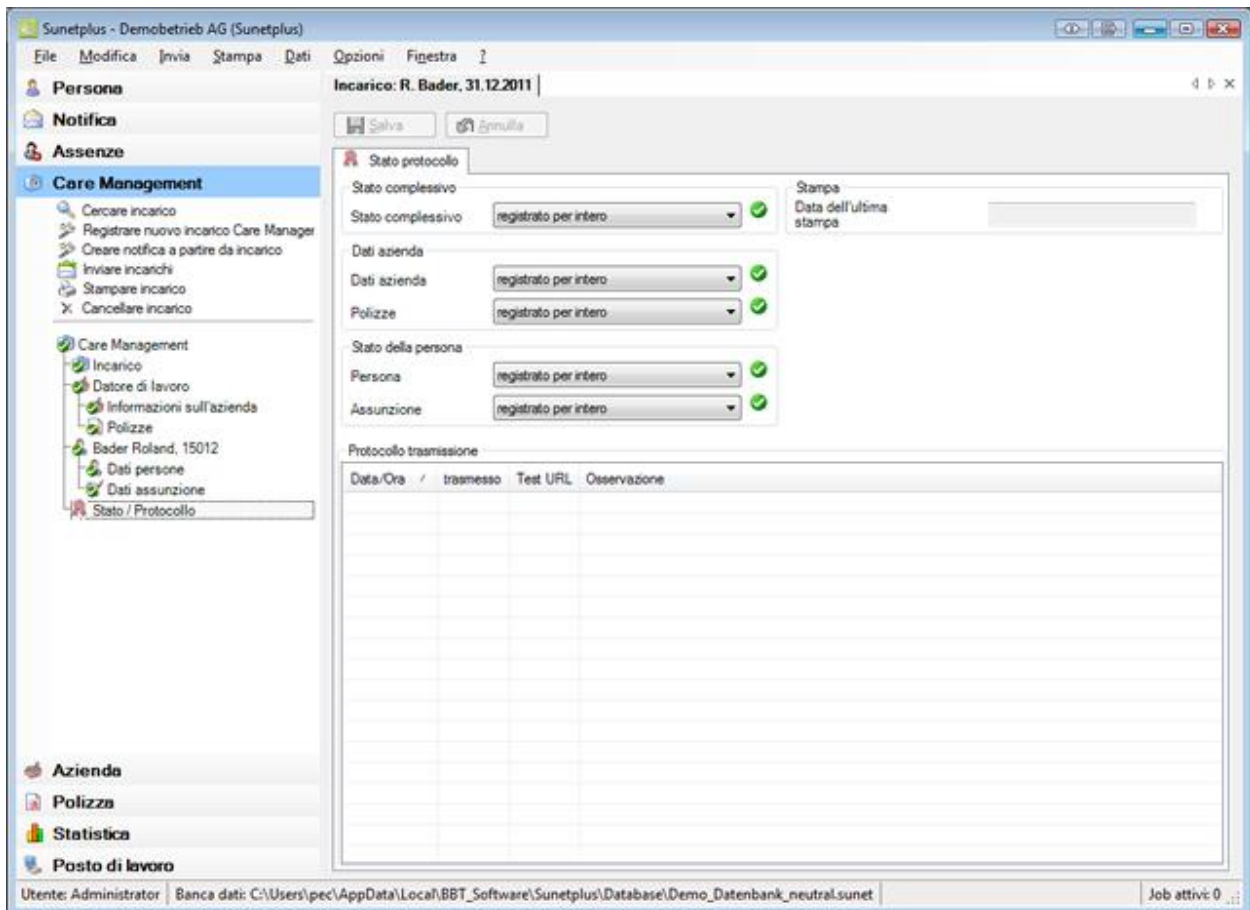 Sunetplus - Demobetrieb AG (Sunetplus)
File Modifica Invia Stampa Dati Opzioni Finestra ?
Persona
Notifica
Assenze
Care Management
Cercare incarico
Registrare nuovo incarico Care Manager
Creare notifica a partire da incarico
Inviare incarichi
Stampare incarico
Cancellare incarico
Care Management
Incarico
Datore di lavoro
Informazioni sull'azienda
Polizze
Bader Roland, 15012
Dati persone
Dati assunzione
Stato / Protocollo
Azienda
Polizza
Statistica
Posto di lavoro
Incarico: R. Bader, 31.12.2011
Salva Annulla
Stato protocollo
Stato complessivo
Stato complessivo registrato per intero
Stampa
Data dell'ultima
stampa
Dati azienda
Dati azienda registrato per intero
Polizze registrato per intero
Stato della persona
Persona registrato per intero
Assunzione registrato per intero
Protocollo trasmissione
Data/Ora / trasmesso Test URL Osservazione
Utente: Administrator Banca dati: C:\Users\pec\AppData\Local\BBT_Software\Sunetplus\Database\Demo_Datenbank_neutral.sunet Job attivi: 0